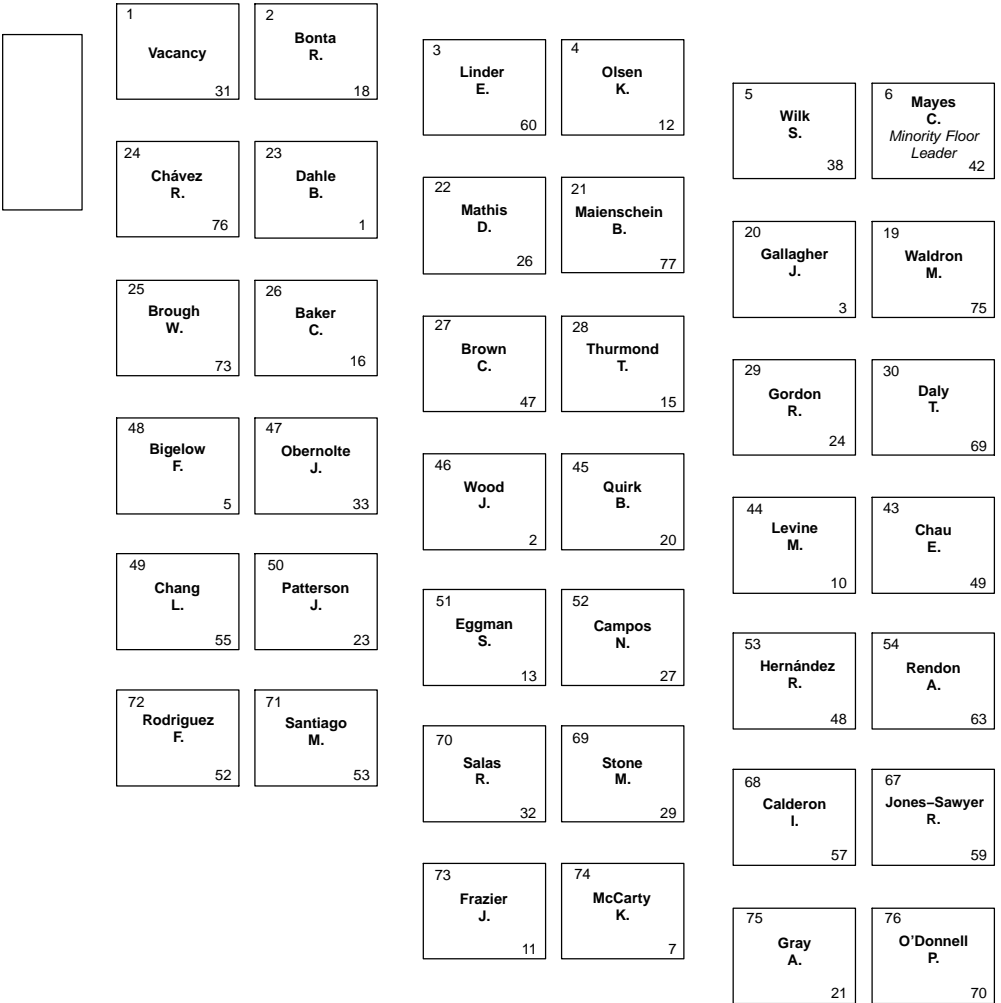 1
Vacancy
31
2
Bonta
R.
18
3
Linder
E.
60
4
Olsen
K.
12
5
Wilk
S.
38
6
Mayes
C.
Minority Floor
Leader
42
24
Chávez
R.
76
23
Dahle
B.
1
22
Mathis
D.
26
21
Maienschein
B.
77
20
Gallagher
J.
3
19
Waldron
M.
75
25
Brough
W.
73
26
Baker
C.
16
27
Brown
C.
47
28
Thurmond
T.
15
29
Gordon
R.
24
30
Daly
T.
69
48
Bigelow
F.
5
47
Obernolte
J.
33
46
Wood
J.
2
45
Quirk
B.
20
44
Levine
M.
10
43
Chau
E.
49
49
Chang
L.
55
50
Patterson
J.
23
51
Eggman
S.
13
52
Campos
N.
27
53
Hernández
R.
48
54
Rendon
A.
63
72
Rodriguez
F.
52
71
Santiago
M.
53
70
Salas
R.
32
69
Stone
M.
29
68
Calderon
I.
57
67
Jones–Sawyer
R.
59
73
Frazier
J.
11
74
McCarty
K.
7
75
Gray
A.
21
76
O'Donnell
P.
70